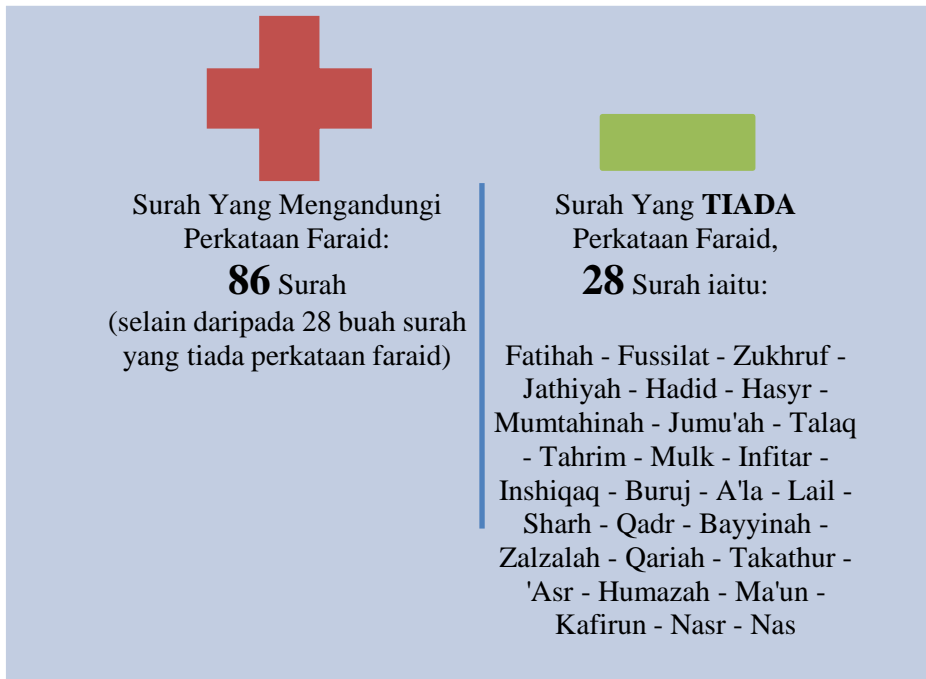 Surah Yang Mengandungi
Perkataan Faraid:
86 Surah
(selain daripada 28 buah surah
yang tiada perkataan faraid)
Surah Yang TIADA
Perkataan Faraid,
28 Surah iaitu:
Fatihah - Fussilat - Zukhruf -
Jathiyah - Hadid - Hasyr -
Mumtahinah - Jumu'ah - Talaq
- Tahrim - Mulk - Infitar -
Inshiqaq - Buruj - A'la - Lail -
Sharh - Qadr - Bayyinah -
Zalzalah - Qariah - Takathur -
'Asr - Humazah - Ma'un -
Kafirun - Nasr - Nas